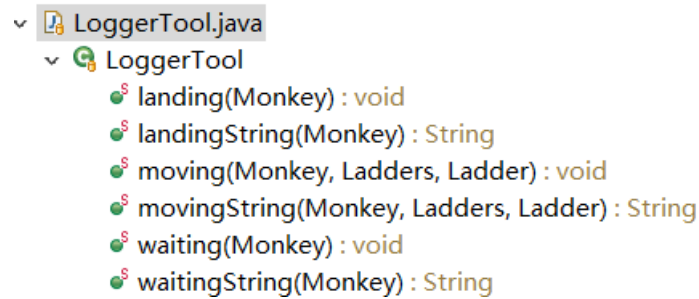 LoggerTool.java
LoggerTool
landing(Monkey) : void
landingString(Monkey) : String
moving(Monkey, Ladders, Ladder) : void
movingString(Monkey, Ladders, Ladder) : String
waiting(Monkey) : void
waitingString(Monkey) : String